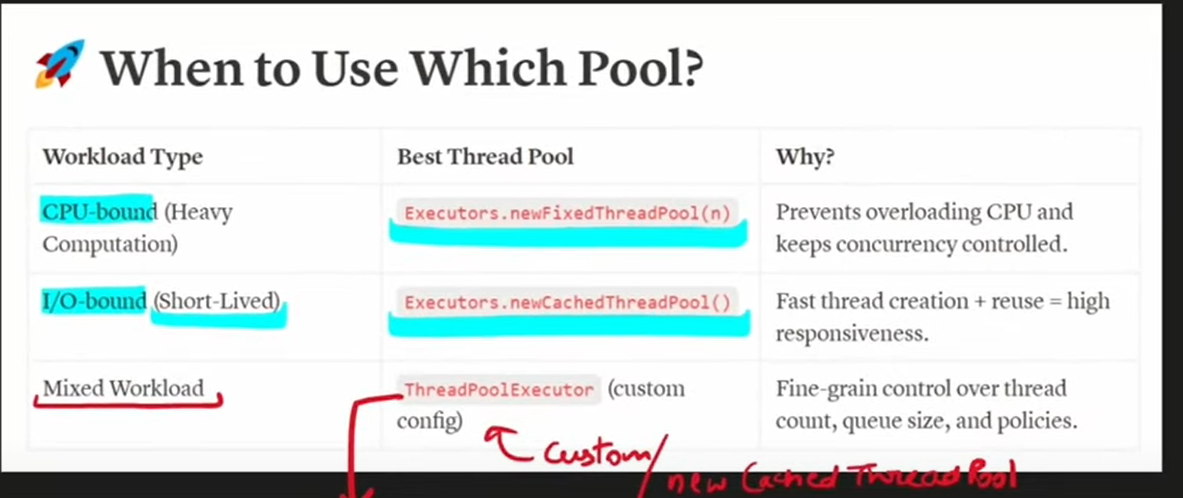 🚀 When to Use Which Pool?
Workload Type
Best Thread Pool
Why?
CPU-bound (Heavy
Computation)
Executors.newFixedThreadPool(n)
Prevents overloading CPU and
keeps concurrency controlled.
I/O-bound (Short-Lived)
Executors.newCachedThreadPool()
Fast thread creation + reuse = high
responsiveness.
Mixed Workload
ThreadPoolExecutor (custom
config)
Fine-grain control over thread
count, queue size, and policies.
Custom/
new Cached ThreadPool